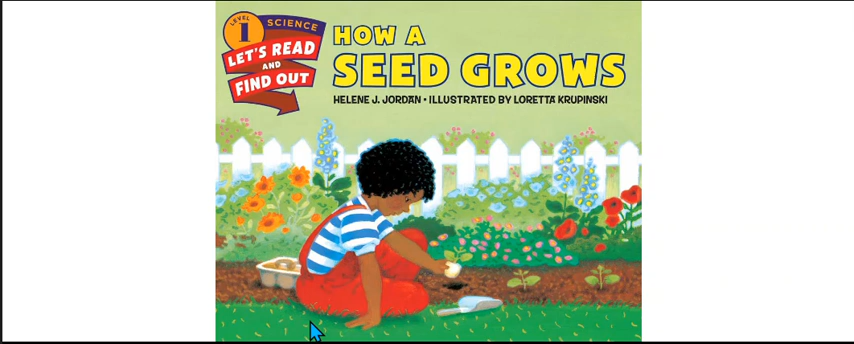 LEVEL
1
SCIENCE
LET'S READ
AND
FIND OUT
HOW A
SEED GROWS
HELENE J. JORDAN • ILLUSTRATED BY LORETTA KRUPINSKI